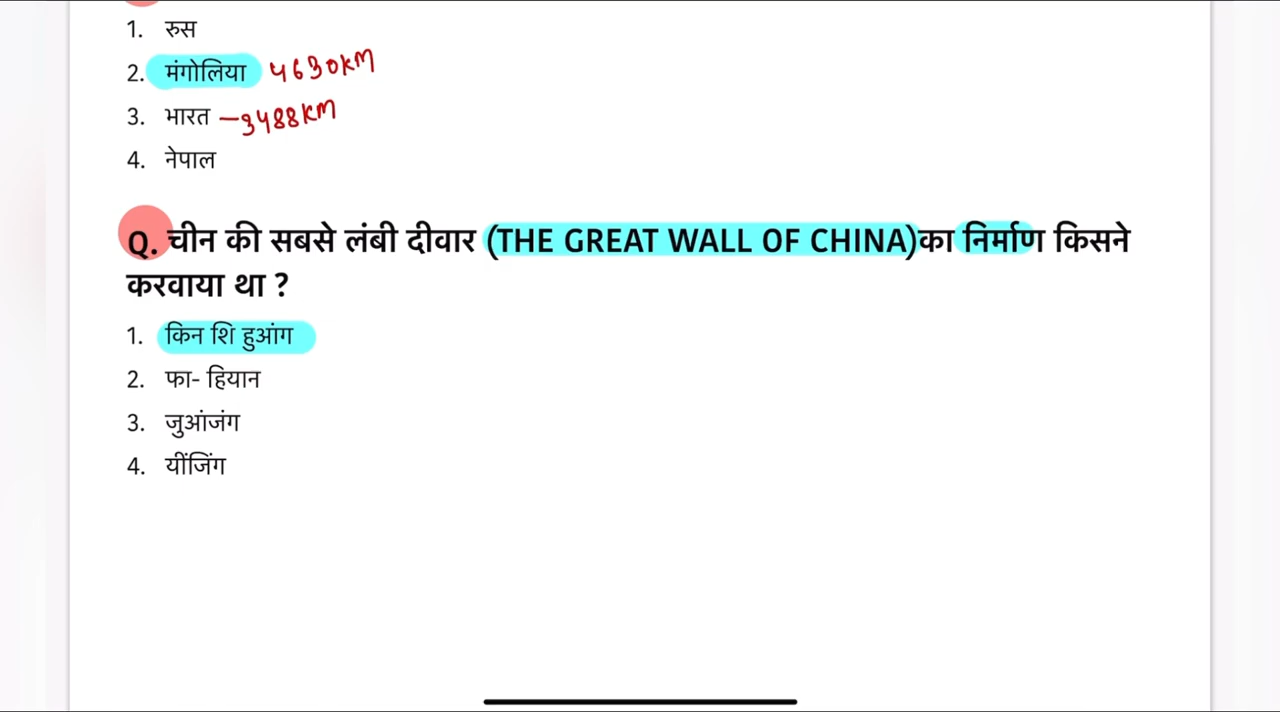 1. रुस
2. मंगोलिया 4630KM
3. भारत -3488KM
4. नेपाल
Q. चीन की सबसे लंबी दीवार (THE GREAT WALL OF CHINA)का निर्माण किसने
करवाया था ?
1. किन शि हुआंग
2. फा- हियान
3. जुआंजंग
4. यींजिंग